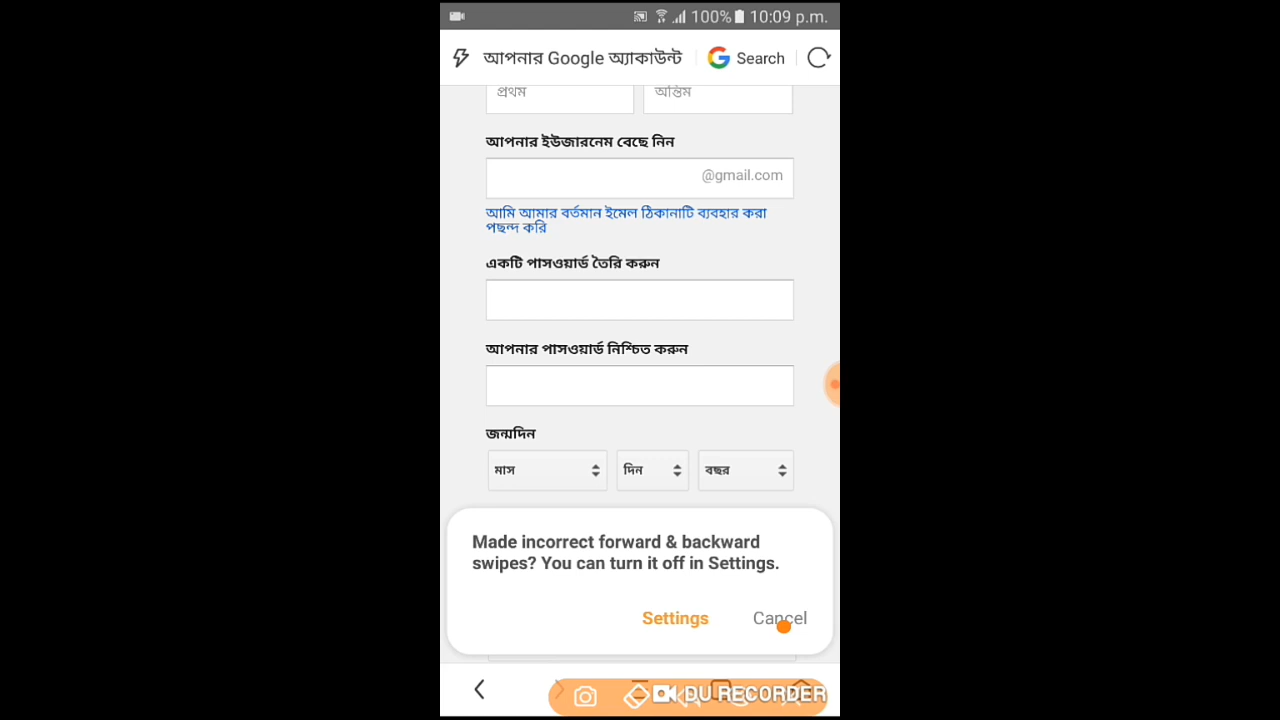 100% 10:09 p.m.
আপনার Google অ্যাকাউন্ট Search
প্রথম অন্তিম
আপনার ইউজারনেম বেছে নিন
@gmail.com
আমি আমার বর্তমান ইমেল ঠিকানাটি ব্যবহার করা
পছন্দ করি
একটি পাসওয়ার্ড তৈরি করুন
আপনার পাসওয়ার্ড নিশ্চিত করুন
জন্মদিন
মাস দিন বছর
Made incorrect forward & backward
swipes? You can turn it off in Settings.
Settings Cancel
DU RECORDER